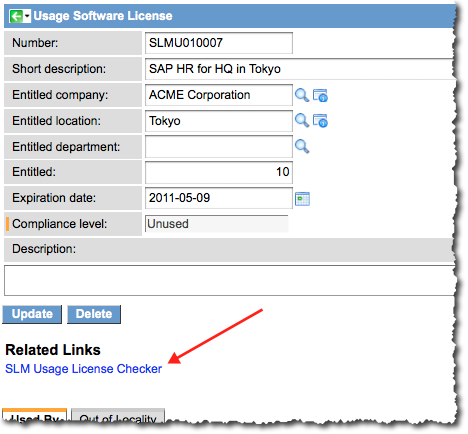 Usage Software License
Number: SLMU010007
Short description: SAP HR for HQ in Tokyo
Entitled company: ACME Corporation
Entitled location: Tokyo
Entitled department:
Entitled: 10
Expiration date: 2011-05-09
Compliance level: Unused
Description:
Update Delete
Related Links
SLM Usage License Checker
Used By Out of Locality